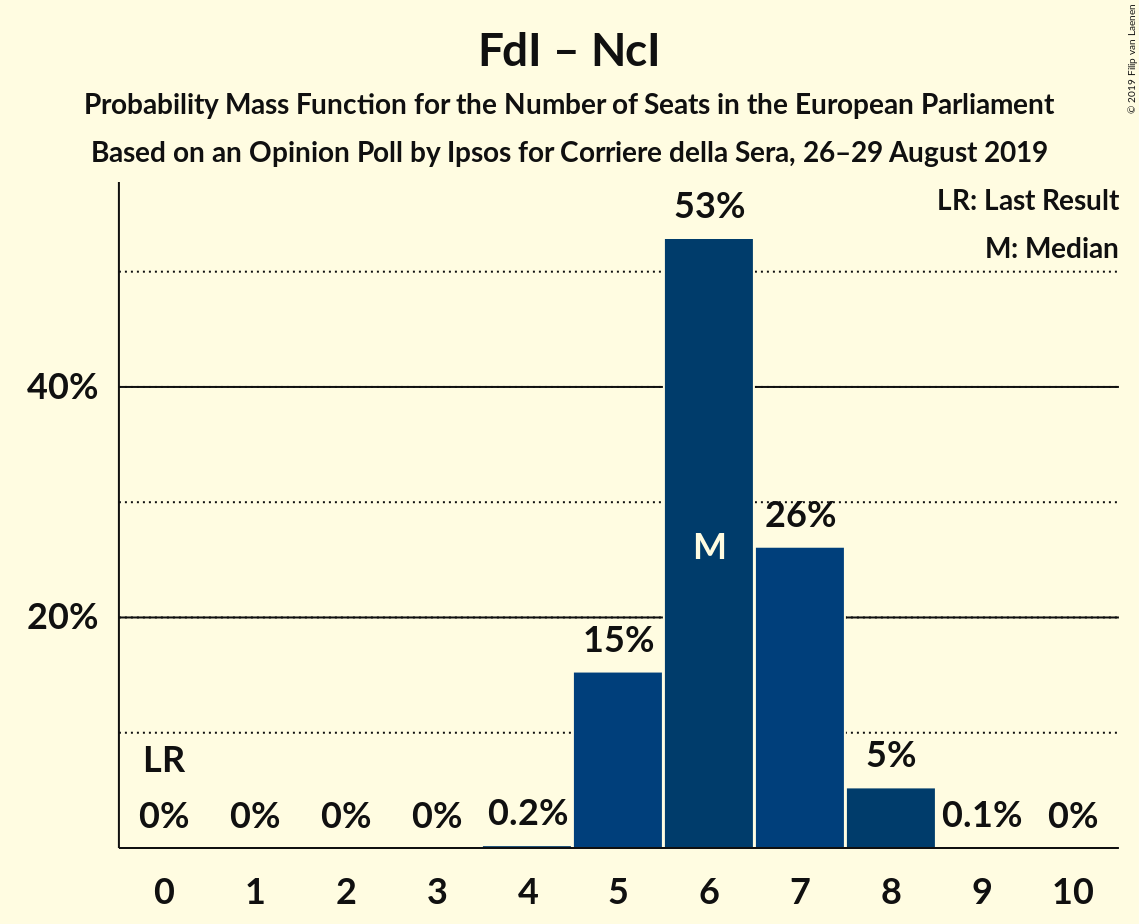 FdI – NcI
Probability Mass Function for the Number of Seats in the European Parliament
Based on an Opinion Poll by Ipsos for Corriere della Sera, 26–29 August 2019
© 2019 Filip van Laenen
LR: Last Result
M: Median
53%
40%
26%
M
20%
15%
LR
5%
0% 0% 0% 0% 0.2% 0.1% 0%
0 1 2 3 4 5 6 7 8 9 10